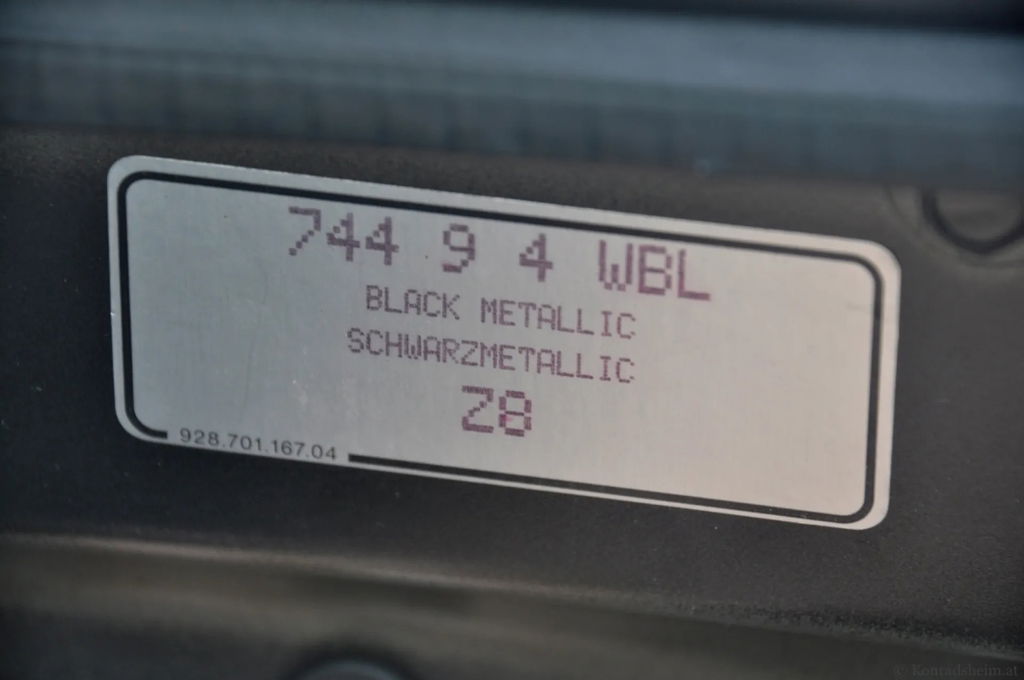 744 9 4 WBL
BLACK METALLIC
SCHWARZMETALLIC
Z8
928.701.167.04
Konradsheim.at